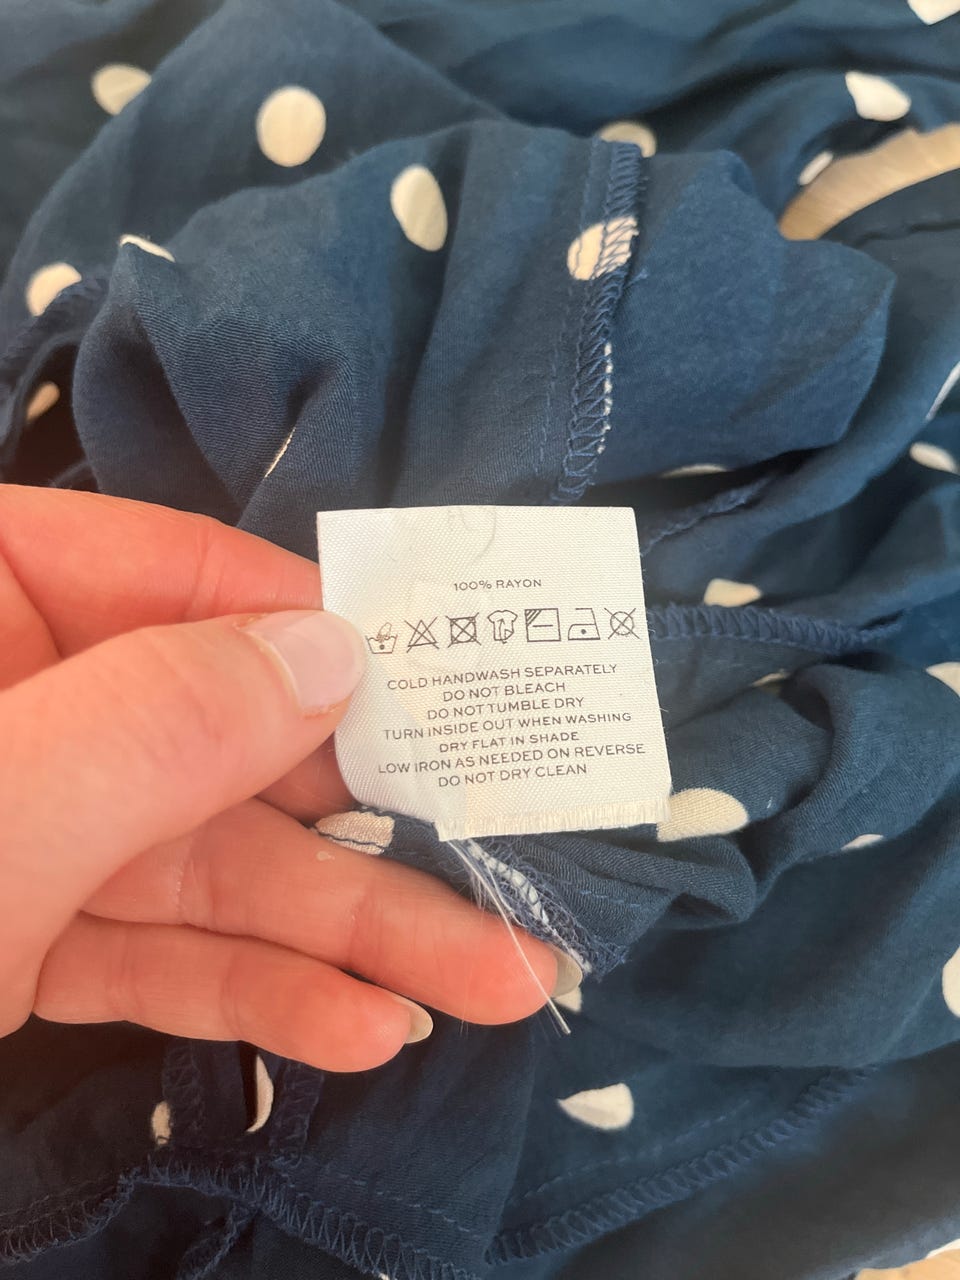 100% RAYON
COLD HANDWASH SEPARATELY
DO NOT BLEACH
DO NOT TUMBLE DRY
TURN INSIDE OUT WHEN WASHING
DRY FLAT IN SHADE
LOW IRON AS NEEDED ON REVERSE
DO NOT DRY CLEAN